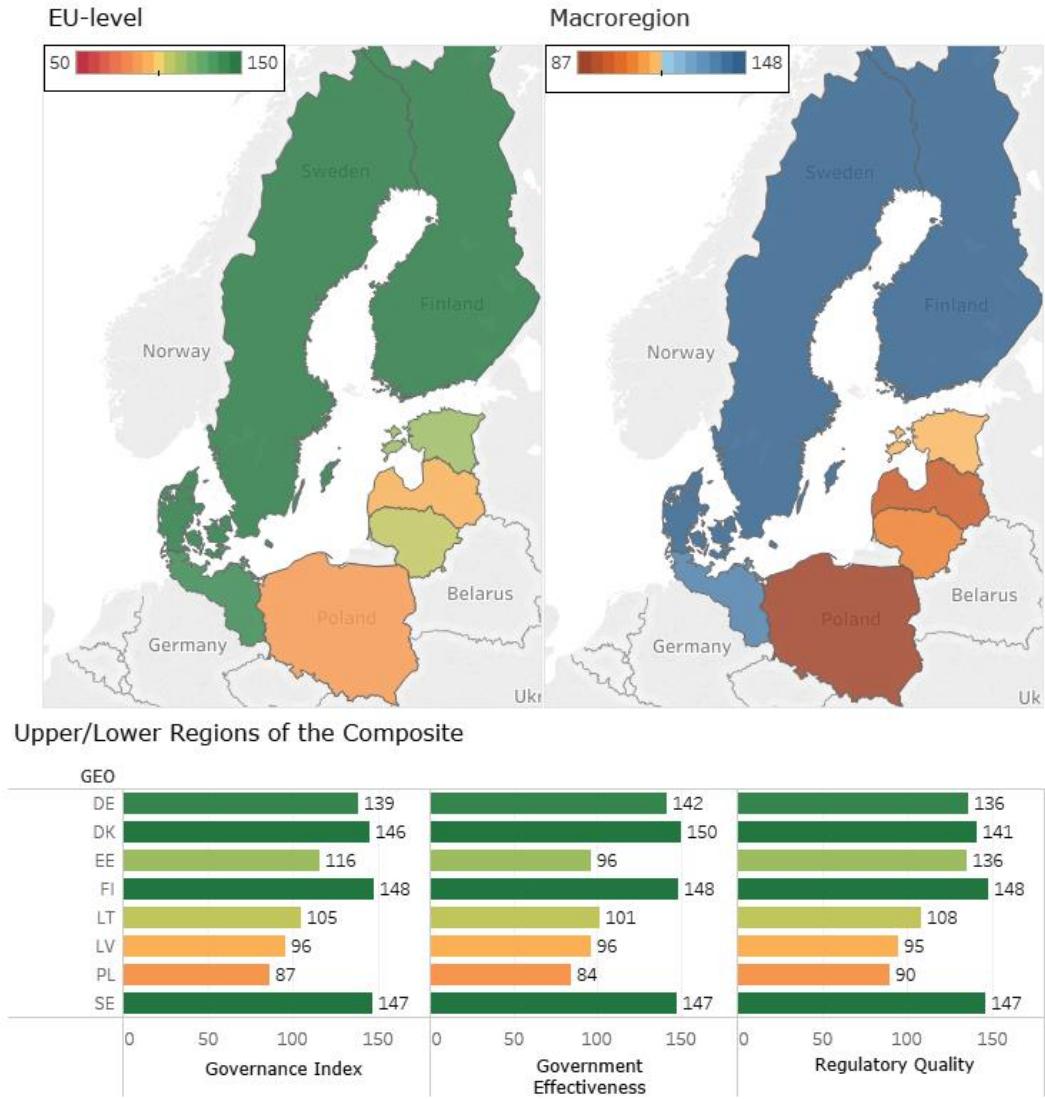 EU-level
Macroregion
50 150
87 148
Sweden
Finland
Norway
Poland
Belarus
Germany
Ukr
Sweden
Finland
Norway
Poland
Belarus
Germany
Uk
Upper/Lower Regions of the Composite
GEO
DE 139 142 136
DK 146 150 141
EE 116 96 136
FI 148 148 148
LT 105 101 108
LV 96 96 95
PL 87 84 90
SE 147 147 147
0 50 100 150 0 50 100 150 0 50 100 150
Governance Index
Government
Effectiveness
Regulatory Quality